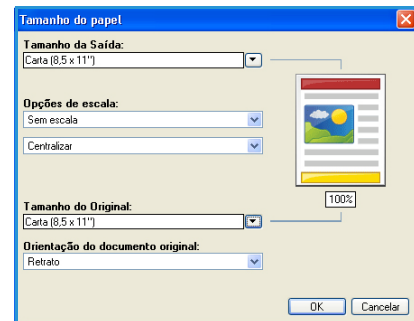 Tamanho do papel
Tamanho da Saída:
Carta (8,5 x 11'')
Opções de escala:
Sem escala
Centralizar
100%
Tamanho do Original:
Carta (8,5 x 11'')
Orientação do documento original:
Retrato
OK
Cancelar